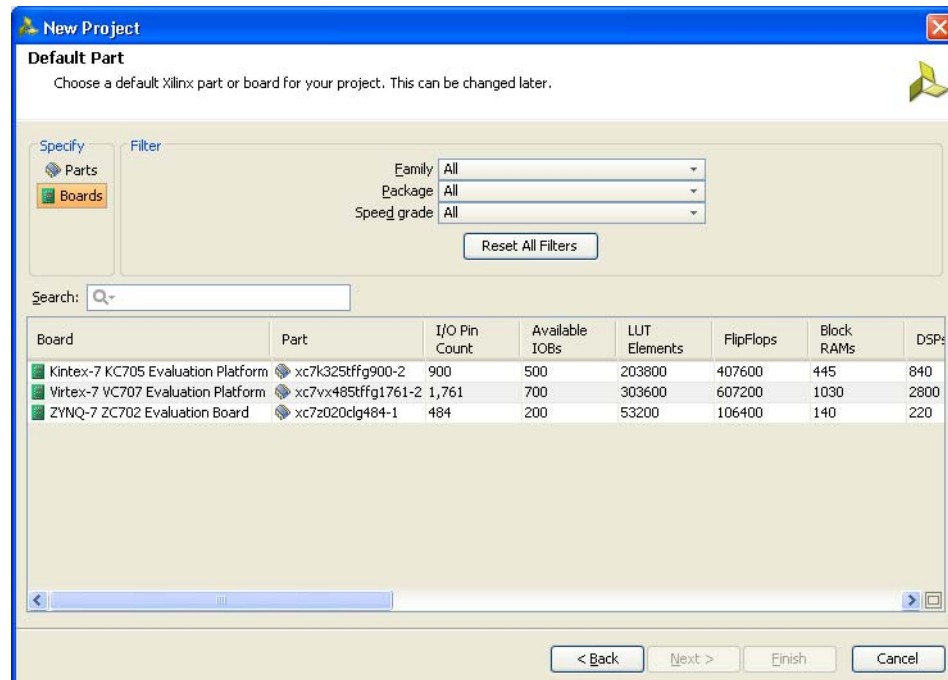 New Project
Default Part
Choose a default Xilinx part or board for your project. This can be changed later.
Specify
Parts
Boards
Filter
Family All
Package All
Speed grade All
Reset All Filters
Search:
Board Part I/O Pin Count Available IOBs LUT Elements FlipFlops Block RAMs DSPs
Kintex-7 KC705 Evaluation Platform xc7k325tffg900-2 900 500 203800 407600 445 840
Virtex-7 VC707 Evaluation Platform xc7vx485tffg1761-2 1,761 700 303600 607200 1030 2800
ZYNQ-7 ZC702 Evaluation Board xc7z020clg484-1 484 200 53200 106400 140 220
< Back Next > Finish Cancel